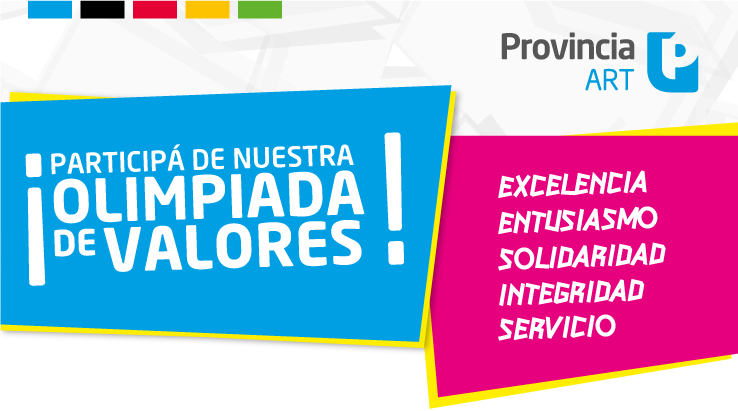 Provincia
ART
¡PARTICIPÁ DE NUESTRA
OLIMPIADA
DE VALORES!
EXCELENCIA
ENTUSIASMO
SOLIDARIDAD
INTEGRIDAD
SERVICIO